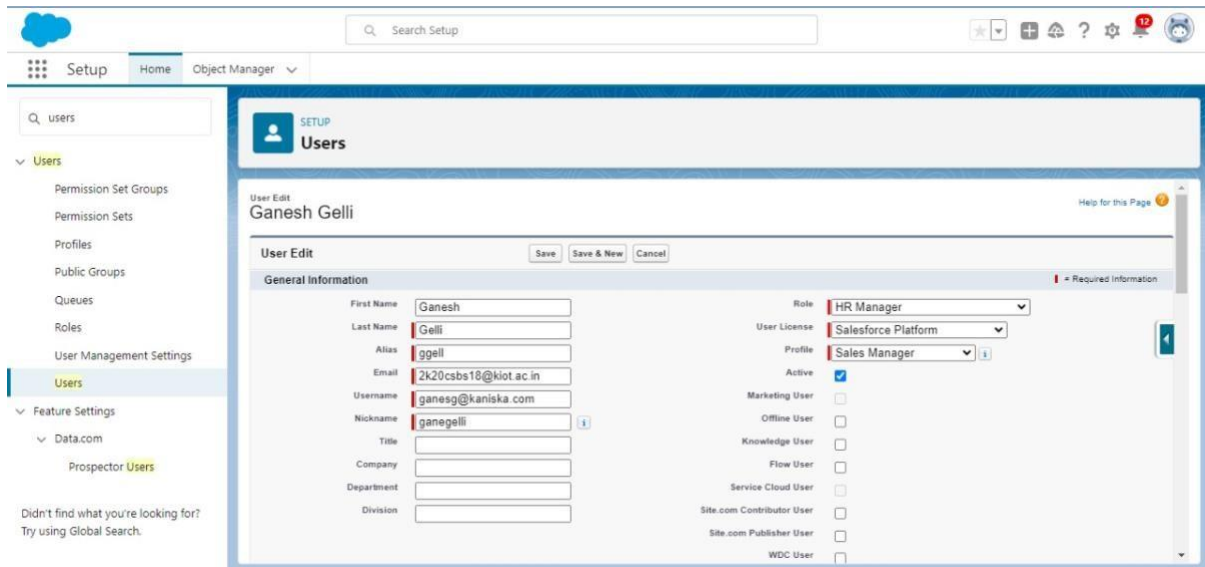 Search Setup
12
Setup Home Object Manager
users
Users
Permission Set Groups
Permission Sets
Profiles
Public Groups
Queues
Roles
User Management Settings
Users
Feature Settings
Data.com
Prospector Users
Didn't find what you're looking for?
Try using Global Search.
SETUP
Users
User Edit
Ganesh Gelli
Help for this Page
User Edit Save Save & New Cancel
General Information = Required Information
First Name Ganesh
Last Name Gelli
Alias ggell
Email 2k20csbs18@kiot.ac.in
Username ganesg@kaniska.com
Nickname ganegelli
Title
Company
Department
Division
Role HR Manager
User License Salesforce Platform
Profile Sales Manager
Active
Marketing User
Offline User
Knowledge User
Flow User
Service Cloud User
Site.com Contributor User
Site.com Publisher User
WDC User